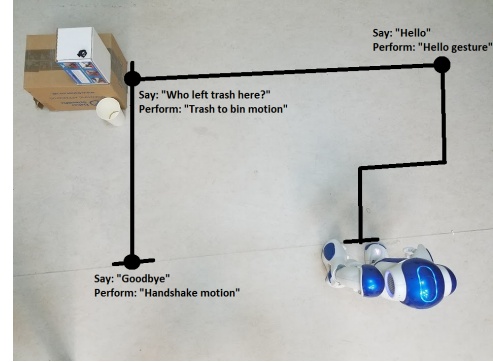 Say: "Hello"
Perform: "Hello gesture"
Say: "Who left trash here?"
Perform: "Trash to bin motion"
Say: "Goodbye"
Perform: "Handshake motion"